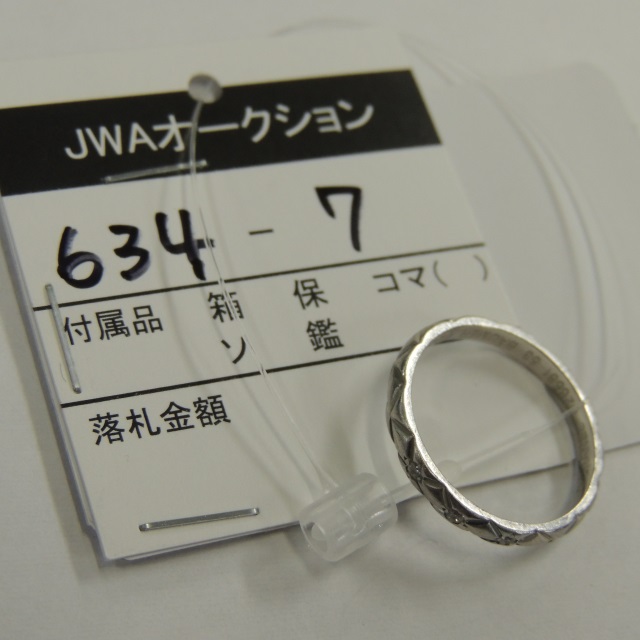 JWAオークション
634-7
付属品 箱 保 コマ( )
ソ 鑑
落札金額